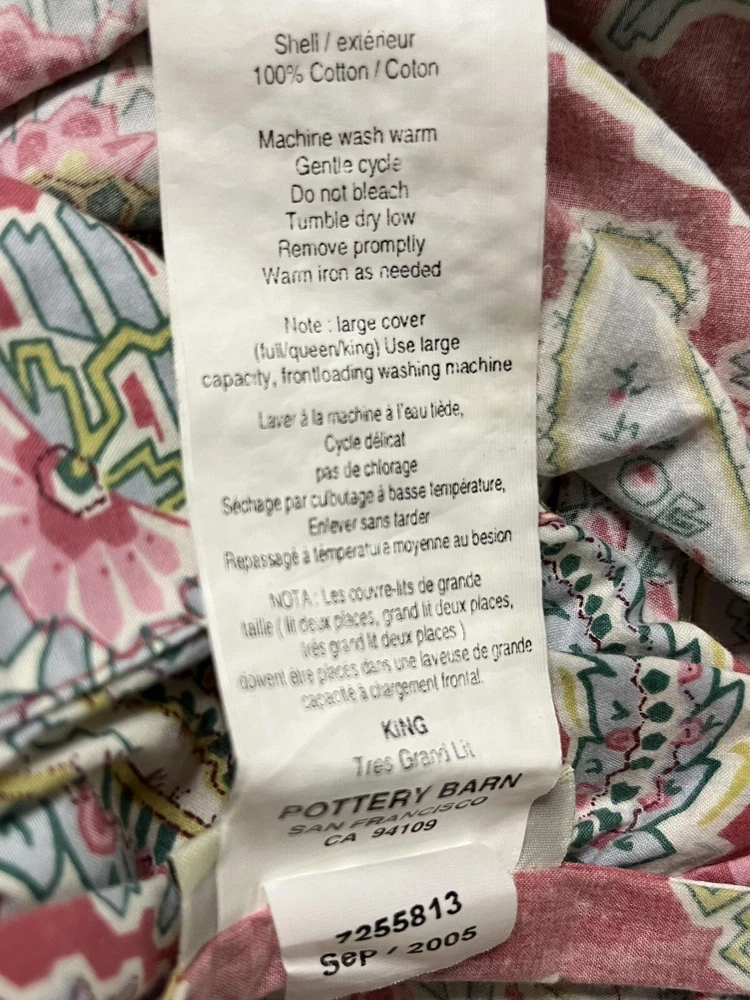 Shell / extérieur
100% Cotton / Coton
Machine wash warm
Gentle cycle
Do not bleach
Tumble dry low
Remove promptly
Warm iron as needed
Note : large cover
(full/queen/king) Use large
capacity, frontloading washing machine
Laver à la machine à l'eau tiède,
Cycle délicat
pas de chlorage
Séchage par culbutage à basse température,
Enlever sans tarder
Repassagé à température moyenne au besion
NOTA : Les couvre-lits de grande
taille ( lit deux places, grand lit deux places,
très grand lit deux places )
doivent être placés dans une laveuse de grande
capacité à chargement frontal.
KING
Tres Grand Lit
POTTERY BARN
SAN FRANCISCO
CA 94109
7255813
Sep / 2005